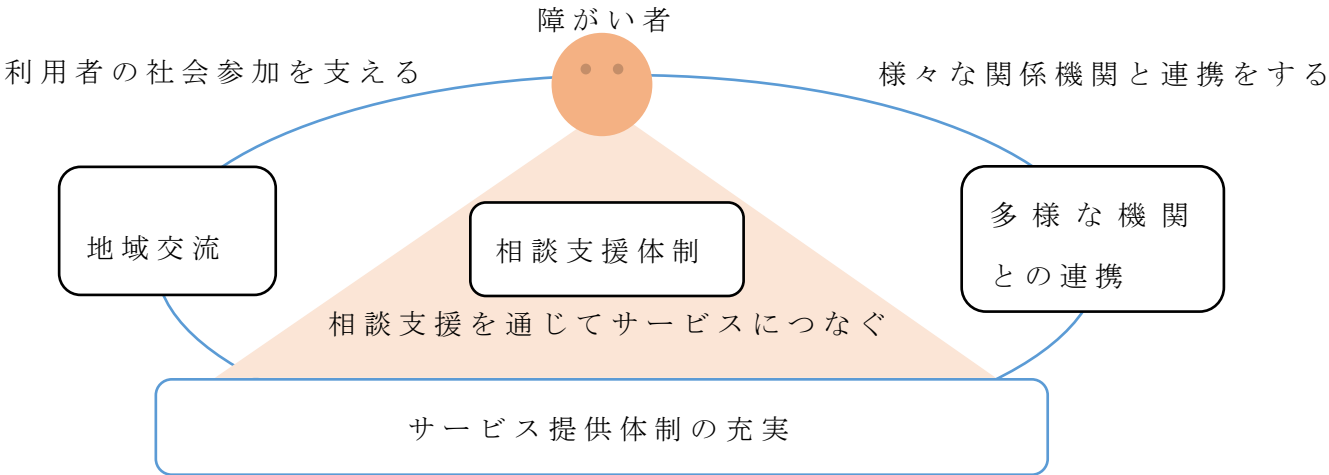 障がい者
利用者の社会参加を支える
様々な関係機関と連携をする
地域交流
相談支援体制
多様な機関
との連携
相談支援を通じてサービスにつなぐ
サービス提供体制の充実